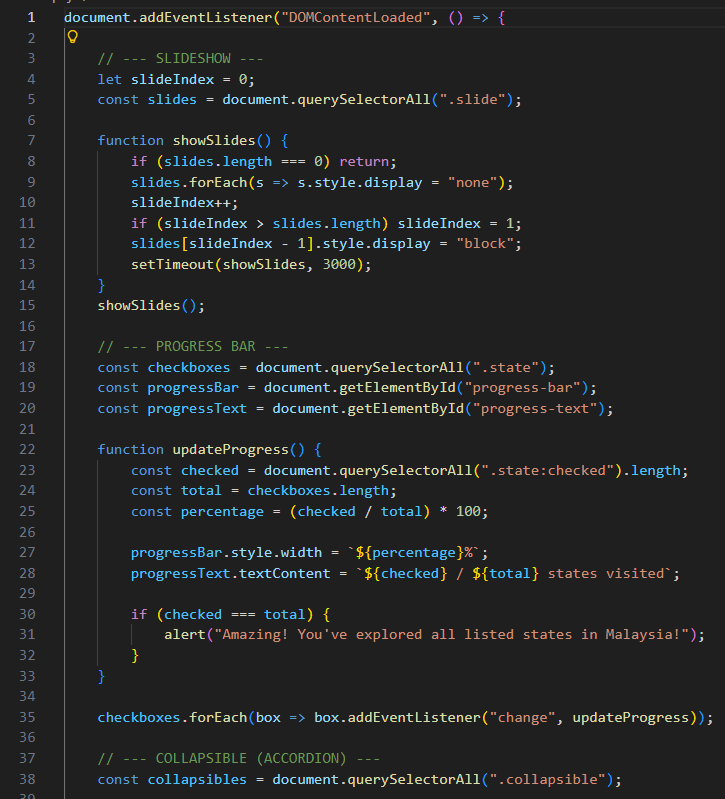 1 document.addEventListener("DOMContentLoaded", () => {
2
3 // --- SLIDESHOW ---
4 let slideIndex = 0;
5 const slides = document.querySelectorAll(".slide");
6
7 function showSlides() {
8 if (slides.length === 0) return;
9 slides.forEach(s => s.style.display = "none");
10 slideIndex++;
11 if (slideIndex > slides.length) slideIndex = 1;
12 slides[slideIndex - 1].style.display = "block";
13 setTimeout(showSlides, 3000);
14 }
15 showSlides();
16
17 // --- PROGRESS BAR ---
18 const checkboxes = document.querySelectorAll(".state");
19 const progressBar = document.getElementById("progress-bar");
20 const progressText = document.getElementById("progress-text");
21
22 function updateProgress() {
23 const checked = document.querySelectorAll(".state:checked").length;
24 const total = checkboxes.length;
25 const percentage = (checked / total) * 100;
26
27 progressBar.style.width = `${percentage}%`;
28 progressText.textContent = `${checked} / ${total} states visited`;
29
30 if (checked === total) {
31 alert("Amazing! You've explored all listed states in Malaysia!");
32 }
33 }
34
35 checkboxes.forEach(box => box.addEventListener("change", updateProgress));
36
37 // --- COLLAPSIBLE (ACCORDION) ---
38 const collapsibles = document.querySelectorAll(".collapsible");